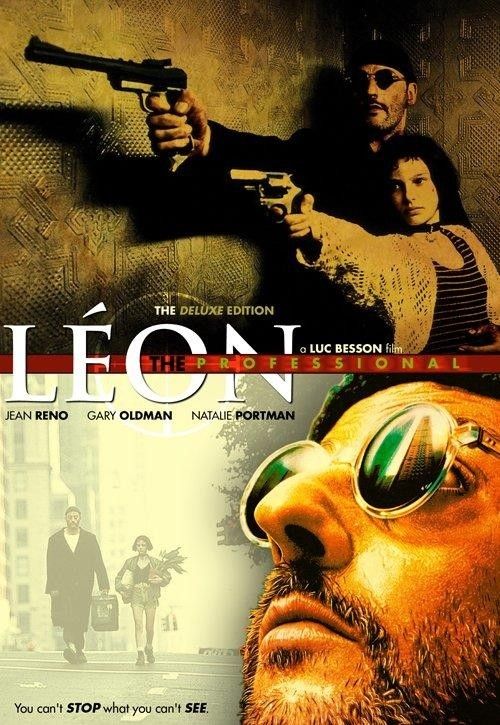 THE DELUXE EDITION
LÉON
a LUC BESSON film...
THE PROFESSIONAL
JEAN RENO GARY OLDMAN NATALIE PORTMAN
You can't STOP what you can't SEE.